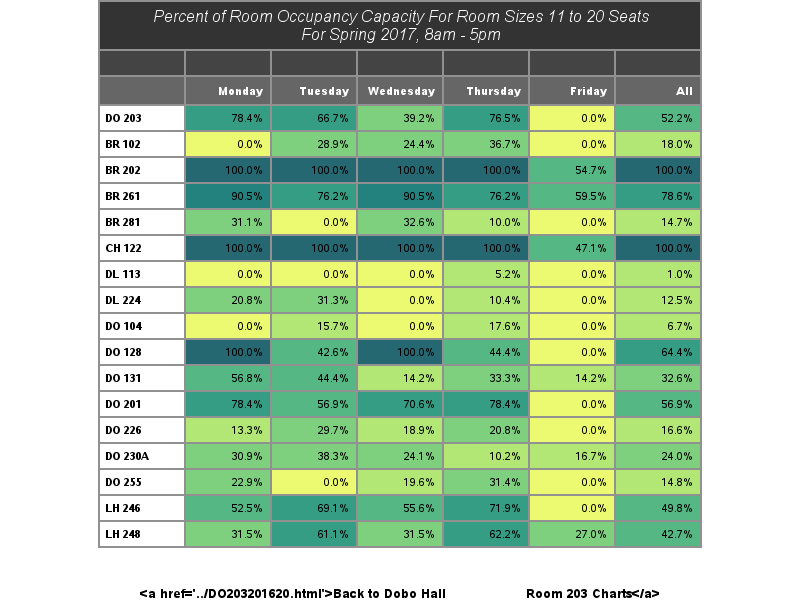 Percent of Room Occupancy Capacity For Room Sizes 11 to 20 Seats
For Spring 2017, 8am - 5pm
Monday Tuesday Wednesday Thursday Friday All
DO 203 78.4% 66.7% 39.2% 76.5% 0.0% 52.2%
BR 102 0.0% 28.9% 24.4% 36.7% 0.0% 18.0%
BR 202 100.0% 100.0% 100.0% 100.0% 54.7% 100.0%
BR 261 90.5% 76.2% 90.5% 76.2% 59.5% 78.6%
BR 281 31.1% 0.0% 32.6% 10.0% 0.0% 14.7%
CH 122 100.0% 100.0% 100.0% 100.0% 47.1% 100.0%
DL 113 0.0% 0.0% 0.0% 5.2% 0.0% 1.0%
DL 224 20.8% 31.3% 0.0% 10.4% 0.0% 12.5%
DO 104 0.0% 15.7% 0.0% 17.6% 0.0% 6.7%
DO 128 100.0% 42.6% 100.0% 44.4% 0.0% 64.4%
DO 131 56.8% 44.4% 14.2% 33.3% 14.2% 32.6%
DO 201 78.4% 56.9% 70.6% 78.4% 0.0% 56.9%
DO 226 13.3% 29.7% 18.9% 20.8% 0.0% 16.6%
DO 230A 30.9% 38.3% 24.1% 10.2% 16.7% 24.0%
DO 255 22.9% 0.0% 19.6% 31.4% 0.0% 14.8%
LH 246 52.5% 69.1% 55.6% 71.9% 0.0% 49.8%
LH 248 31.5% 61.1% 31.5% 62.2% 27.0% 42.7%
<a href='../DO203201620.html'>Back to Dobo Hall Room 203 Charts</a>